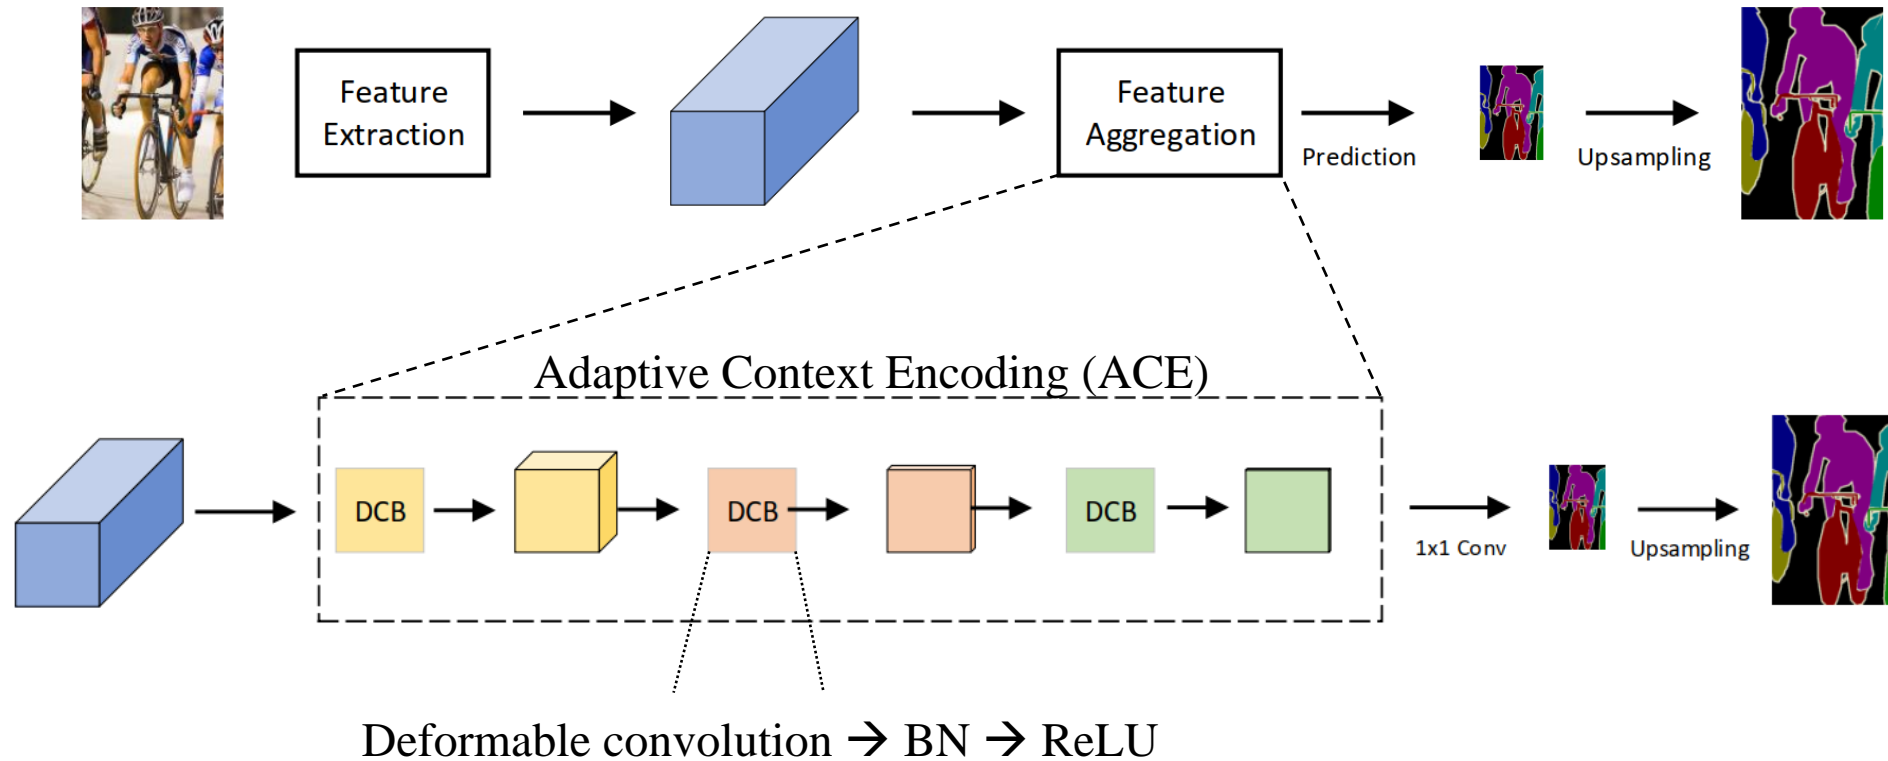 Feature
Extraction
Feature
Aggregation
Prediction
Upsampling
Adaptive Context Encoding (ACE)
DCB
DCB
DCB
1x1 Conv
Upsampling
Deformable convolution → BN → ReLU